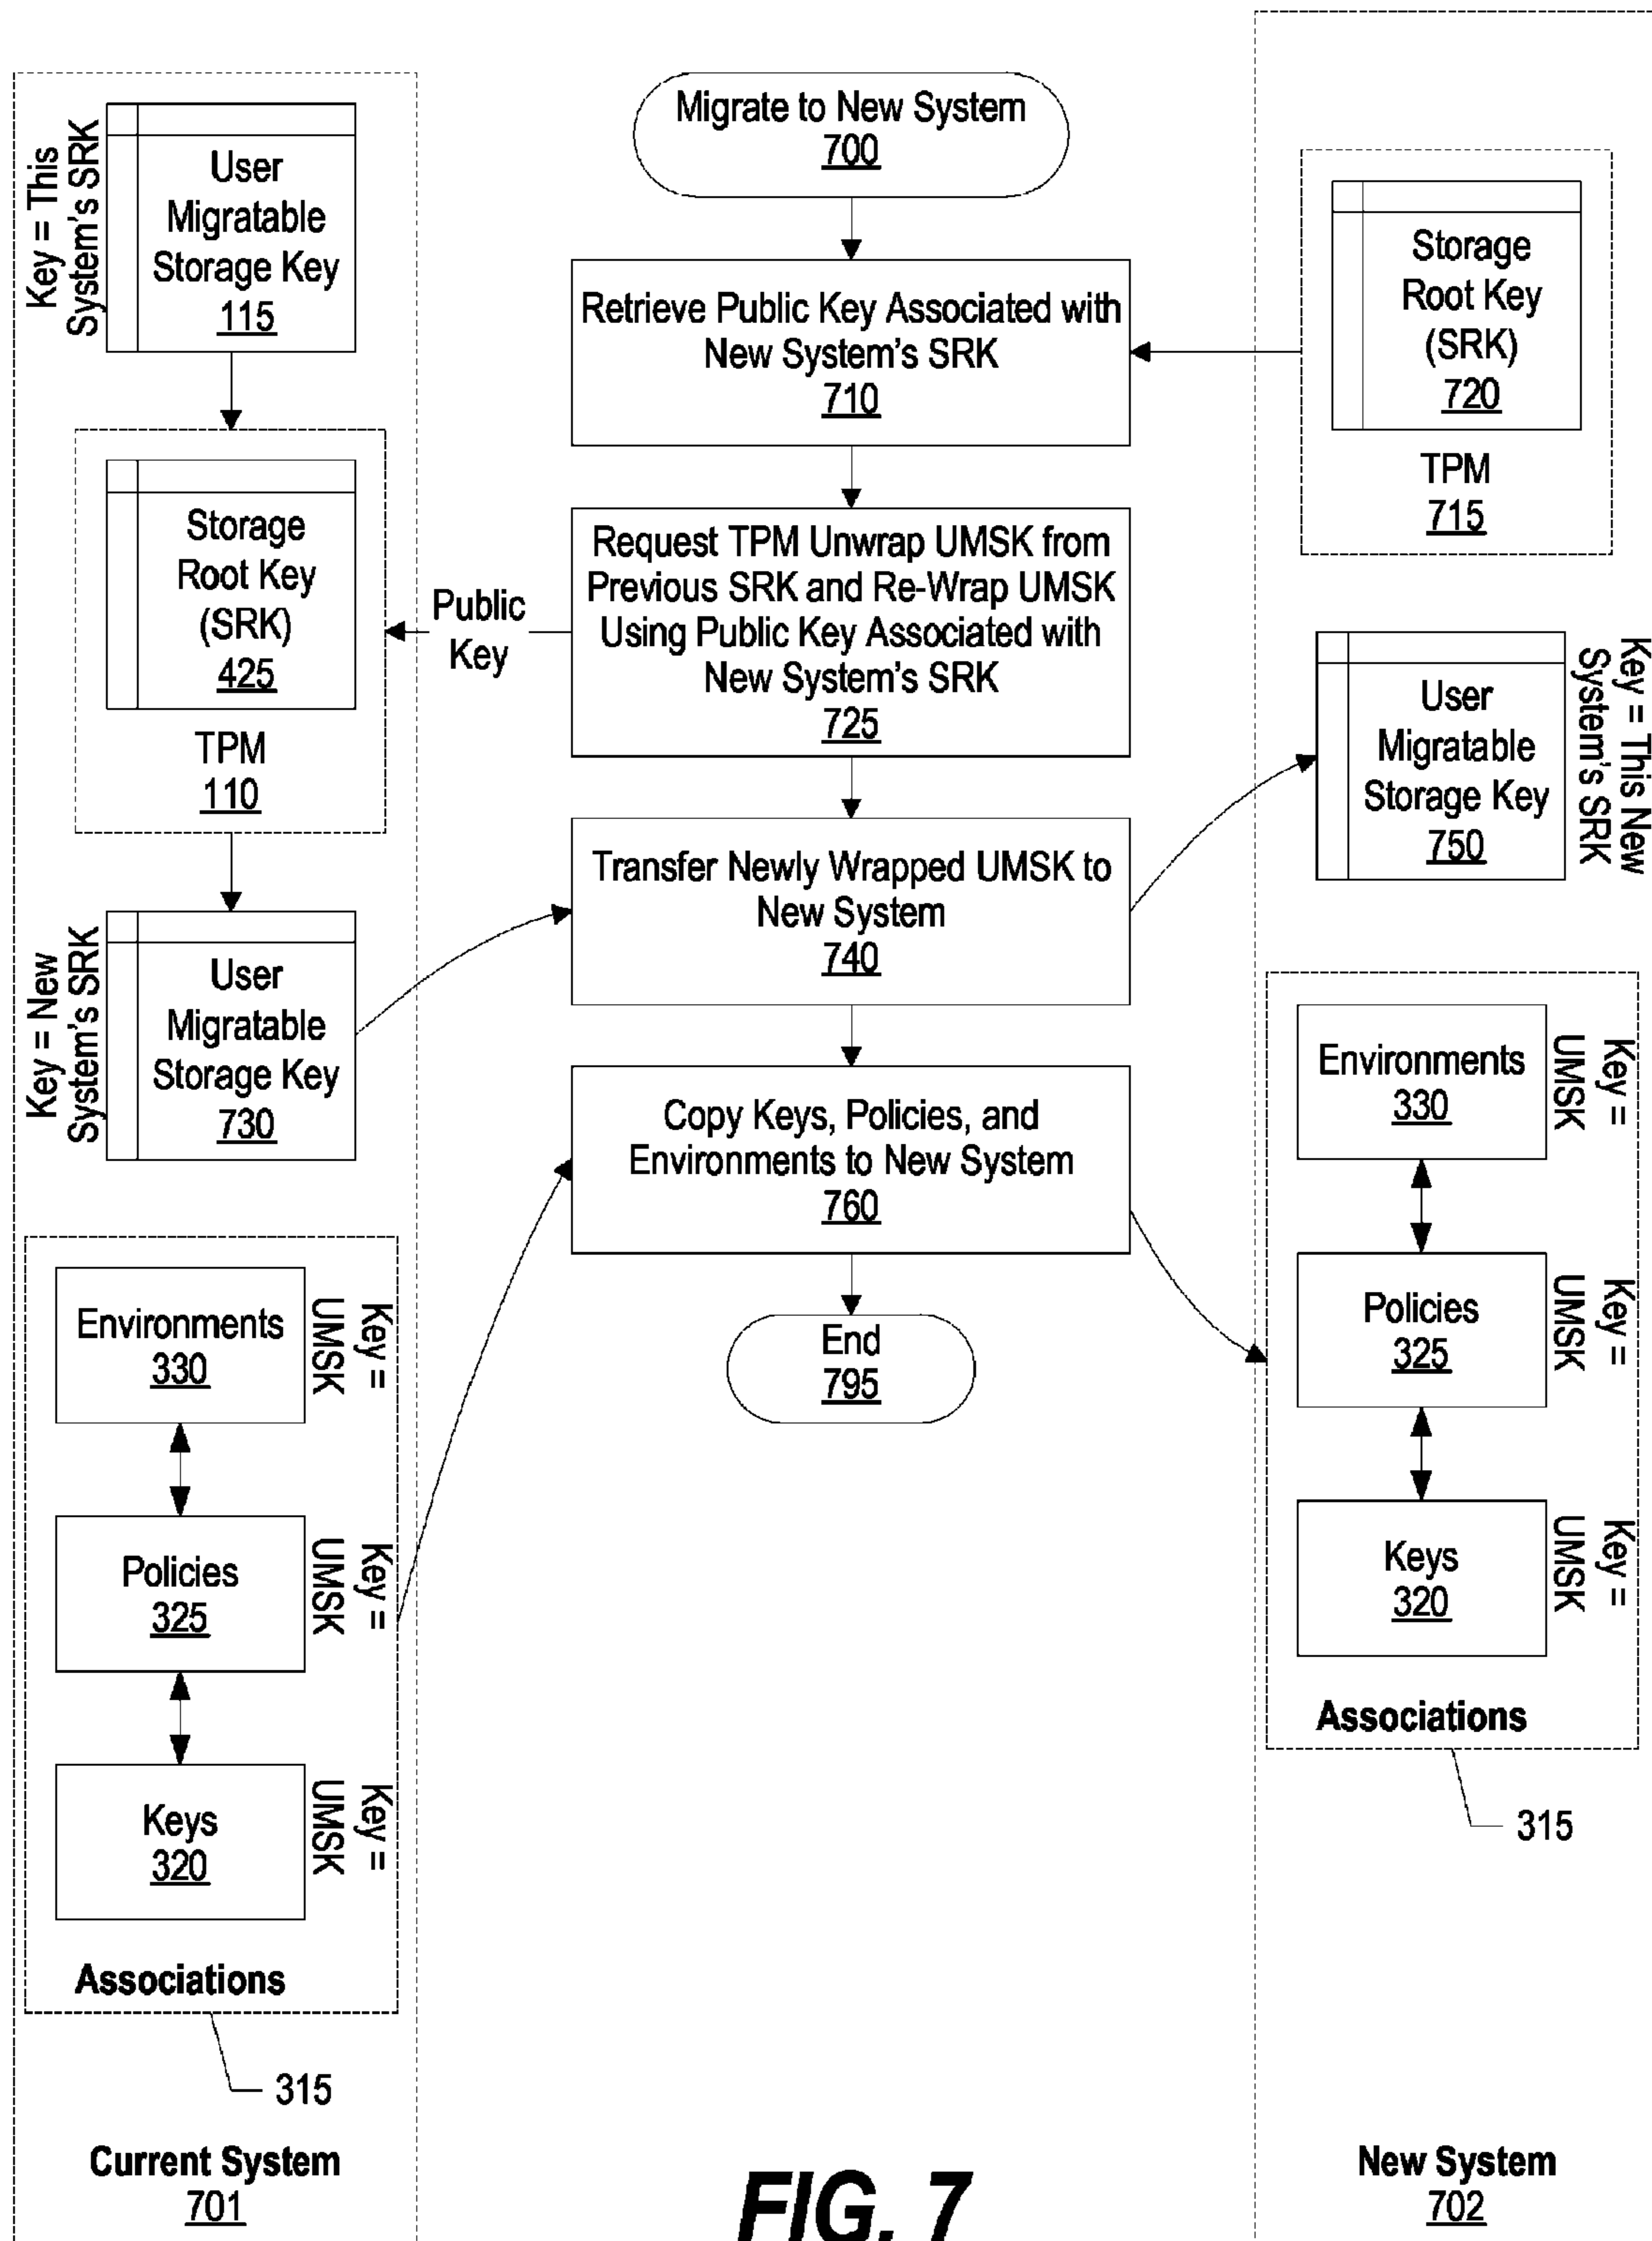 Key = This
System's SRK
User
Migratable
Storage Key
115
Storage
Root Key
(SRK)
425
TPM
110
Key = New
System's SRK
User
Migratable
Storage Key
730
Environments
330
Key =
UMSK
Policies
325
Key =
UMSK
Keys
320
Key =
UMSK
Associations
315
Current System
701
Migrate to New System
700
Retrieve Public Key Associated with
New System's SRK
710
Request TPM Unwrap UMSK from
Previous SRK and Re-Wrap UMSK
Using Public Key Associated with
New System's SRK
725
Public
Key
Transfer Newly Wrapped UMSK to
New System
740
Copy Keys, Policies, and
Environments to New System
760
End
795
FIG. 7
Storage
Root Key
(SRK)
720
TPM
715
User
Migratable
Storage Key
750
Key = This New
System's SRK
Environments
330
Key =
UMSK
Policies
325
Key =
UMSK
Keys
320
Key =
UMSK
Associations
315
New System
702